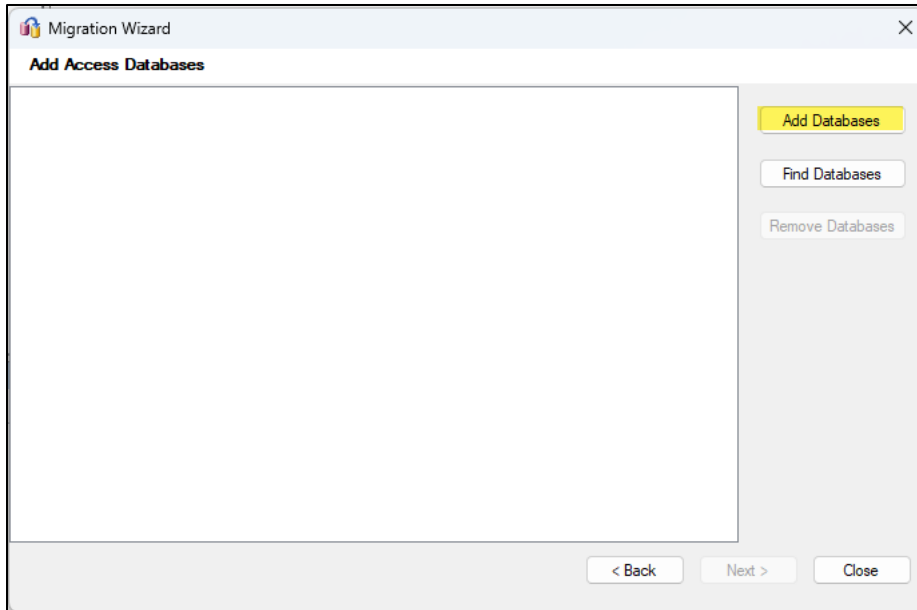 Migration Wizard
Add Access Databases
Add Databases
Find Databases
Remove Databases
< Back Next > Close